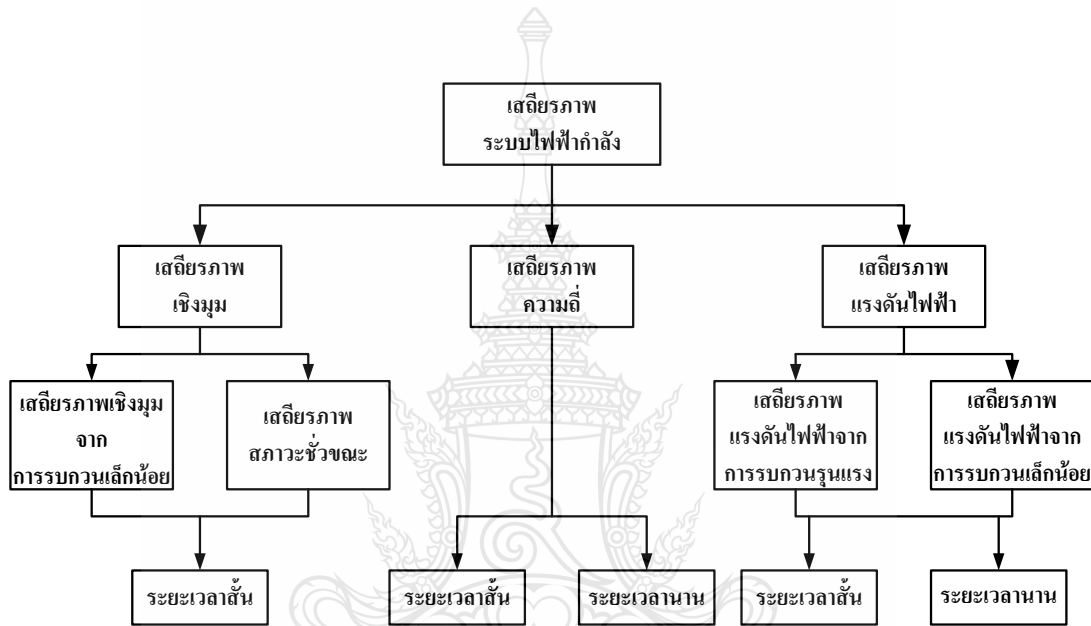 เสถียรภาพ
ระบบไฟฟ้ากำลัง
เสถียรภาพ
เชิงมุม
เสถียรภาพ
ความถี่
เสถียรภาพ
แรงดันไฟฟ้า
เสถียรภาพเชิงมุม
จาก
การรบกวนเล็กน้อย
เสถียรภาพ
สภาวะชั่วขณะ
เสถียรภาพ
แรงดันไฟฟ้าจาก
การรบกวนรุนแรง
เสถียรภาพ
แรงดันไฟฟ้าจาก
การรบกวนเล็กน้อย
ระยะเวลาสั้น
ระยะเวลาสั้น
ระยะเวลานาน
ระยะเวลาสั้น
ระยะเวลานาน